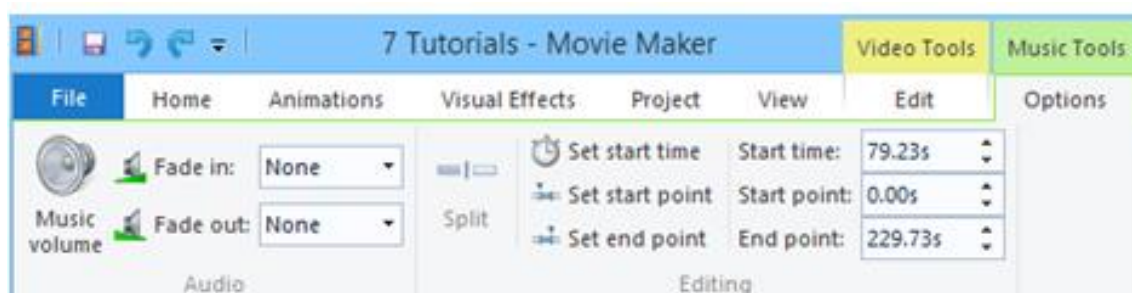 7 Tutorials - Movie Maker
Video Tools
Music Tools
File Home Animations Visual Effects Project View Edit Options
Music volume
Fade in: None
Fade out: None
Split
Set start time Start time: 79.23s
Set start point Start point: 0.00s
Set end point End point: 229.73s
Audio
Editing